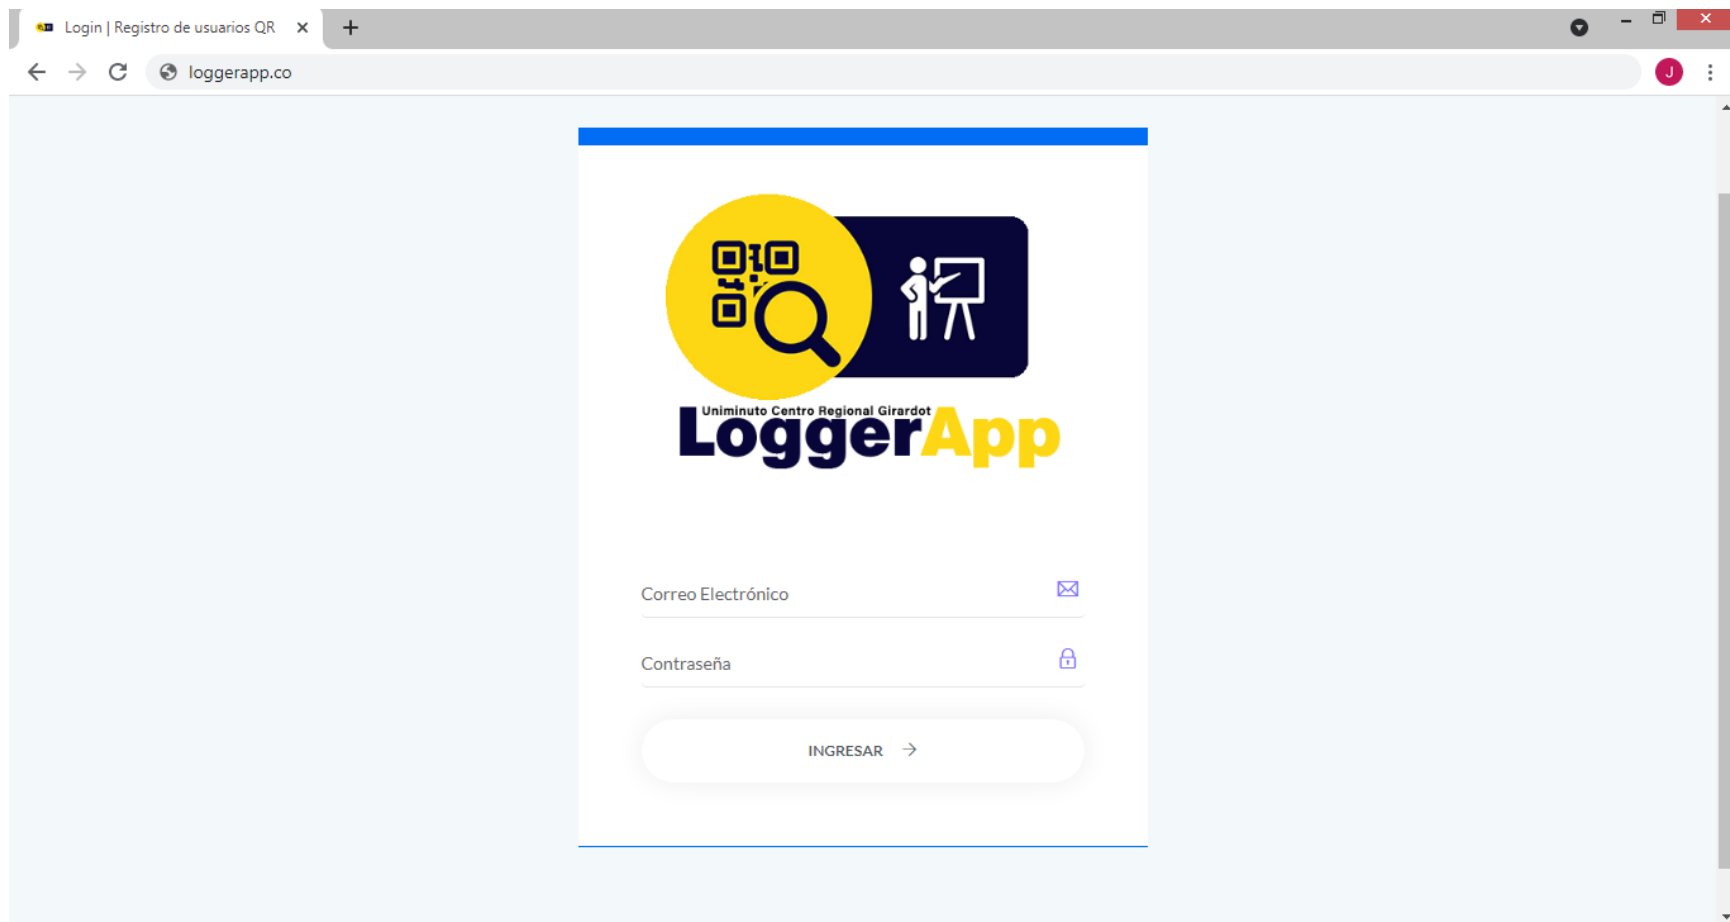 Login | Registro de usuarios QR
loggerapp.co
J
Uniminuto Centro Regional Girardot
LoggerApp
Correo Electrónico
Contraseña
INGRESAR